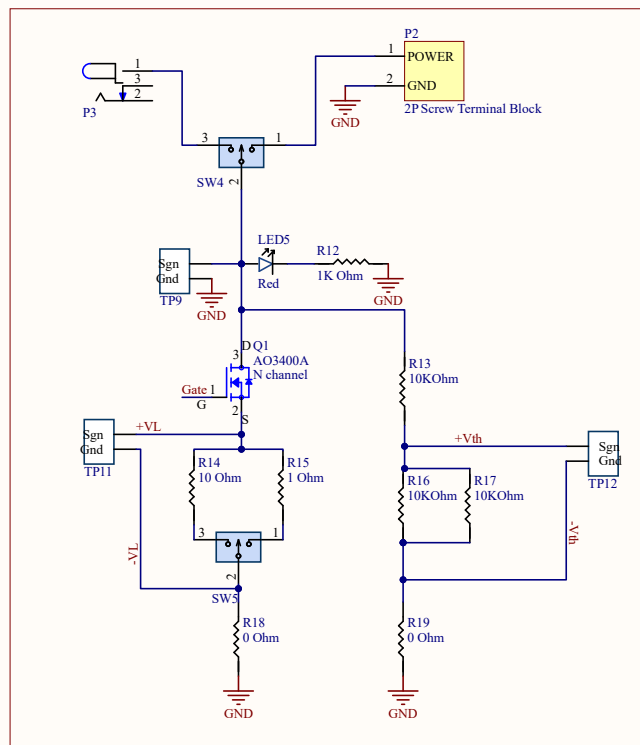 P2
1
POWER
2
GND
2P Screw Terminal Block
GND
1
3
2
P3
3
1
SW4
2
LED5
Red
R12
1K Ohm
GND
Sgn
Gnd
TP9
GND
D
Q1
3
AO3400A
N channel
Gate
1
G
2
S
R13
10KOhm
+VL
Sgn
Gnd
TP11
-VL
R14
10 Ohm
R15
1 Ohm
3
1
2
SW5
R18
0 Ohm
GND
+Vth
Sgn
Gnd
TP12
R16
10KOhm
R17
10KOhm
-Vth
R19
0 Ohm
GND